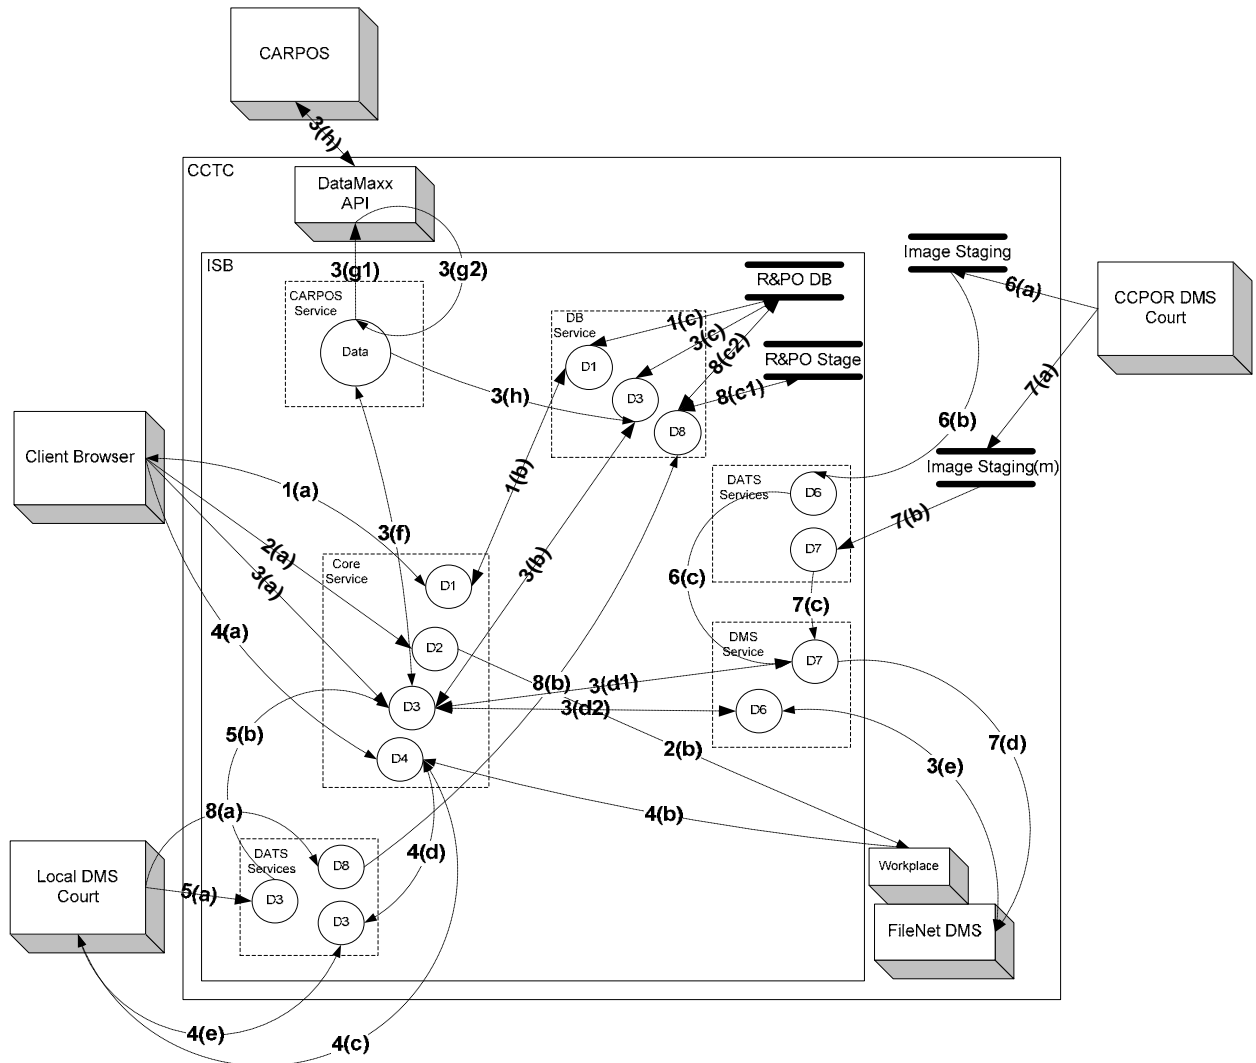 CARPOS
3(h)
CCTC
DataMaxx
API
ISB
3(g1)
3(g2)
CARPOS
Service
Data
DB
Service
R&PO DB
1(c)
3(c)
8(c2)
R&PO Stage
8(c1)
D1
D3
D8
3(h)
Image Staging
6(a)
CCPOR DMS
Court
7(a)
6(b)
Image Staging(m)
7(b)
Client Browser
1(a)
2(a)
3(a)
4(a)
3(f)
1(b)
3(b)
DATS
Services
D6
D7
6(c)
7(c)
Core
Service
D1
D2
D3
D4
DMS
Service
D7
D6
8(b)
3(d1)
3(d2)
2(b)
5(b)
3(e)
7(d)
4(b)
8(a)
4(d)
Local DMS
Court
5(a)
DATS
Services
D8
D3
D3
Workplace
FileNet DMS
4(e)
4(c)